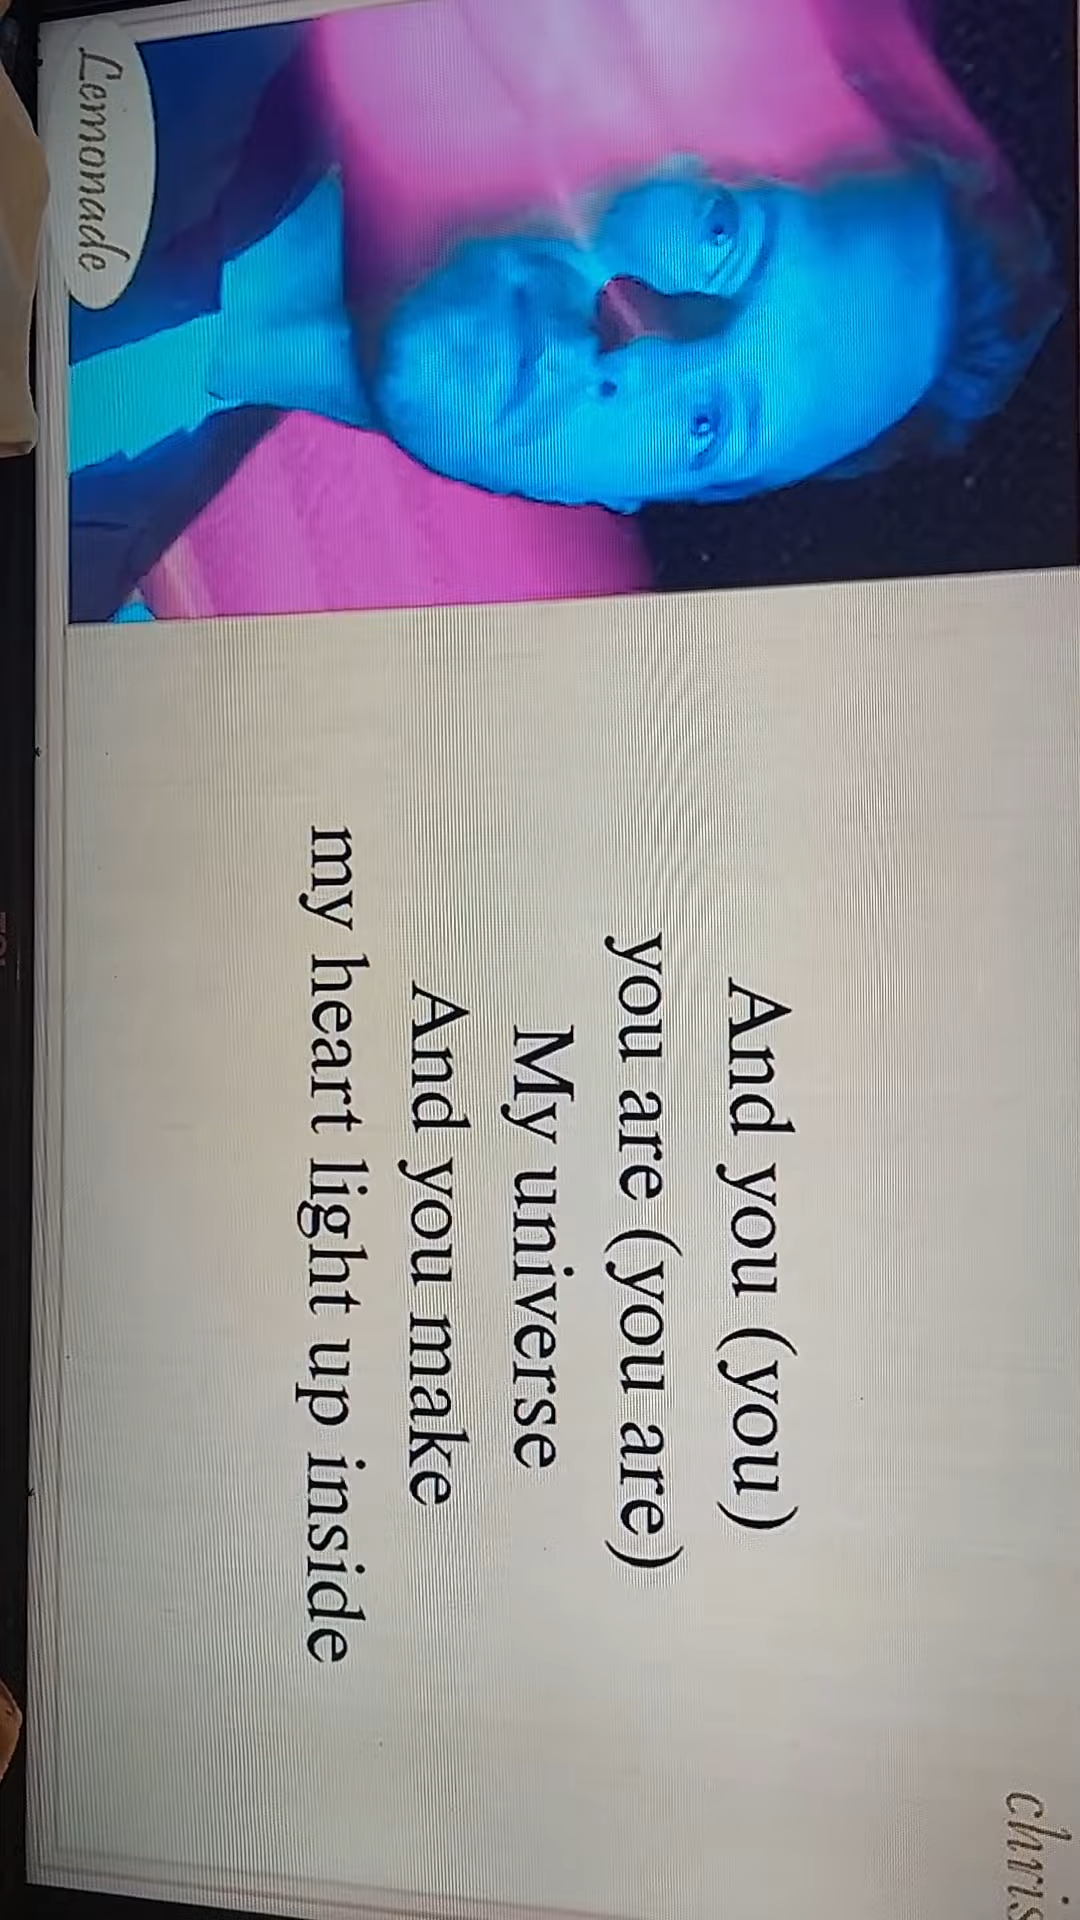 chris
And you (you)
you are (you are)
My universe
And you make
my heart light up inside
Lemonade